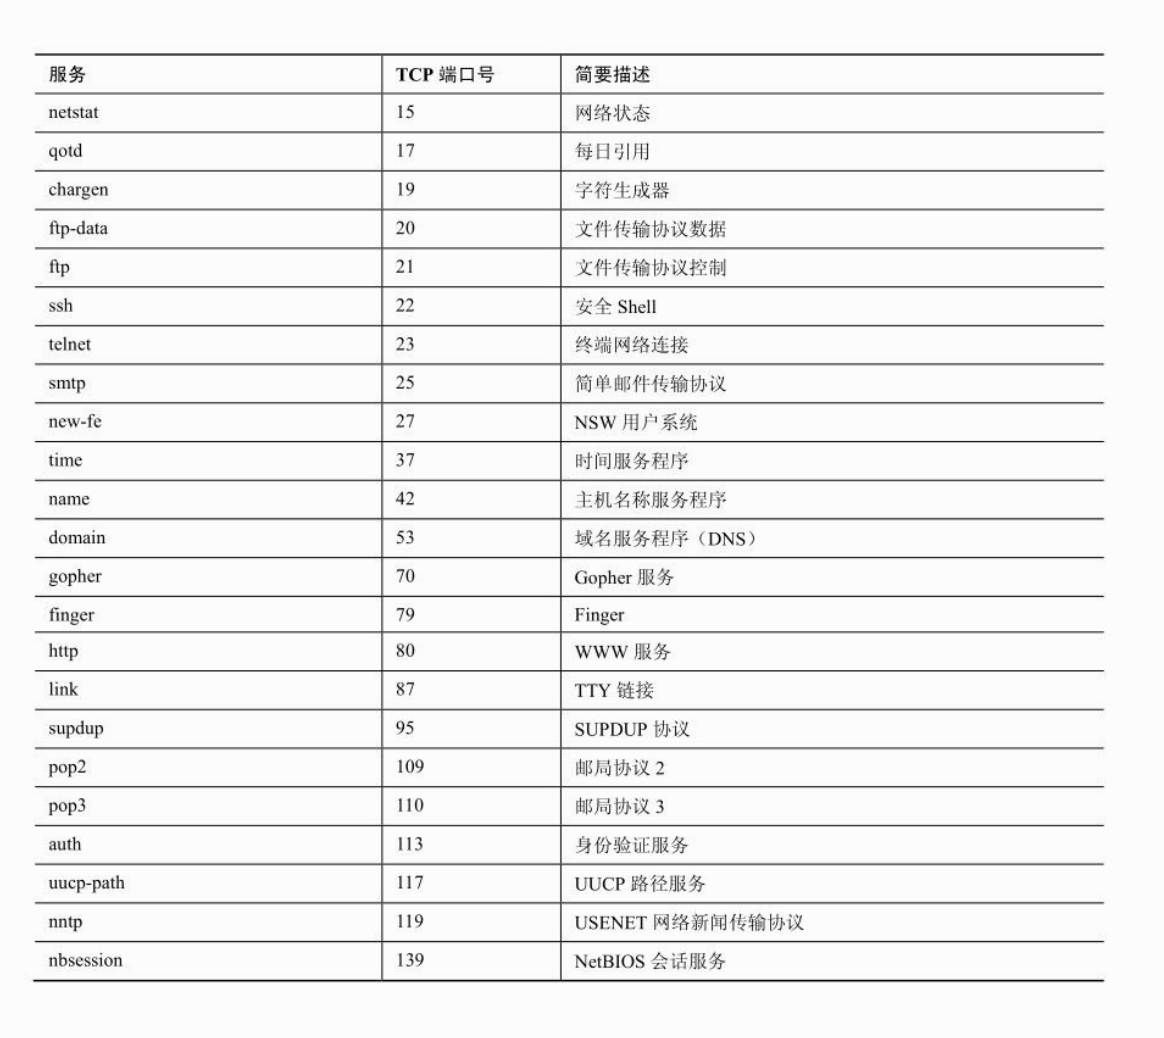 服务 TCP 端口号 简要描述
netstat 15 网络状态
qotd 17 每日引用
chargen 19 字符生成器
ftp-data 20 文件传输协议数据
ftp 21 文件传输协议控制
ssh 22 安全 Shell
telnet 23 终端网络连接
smtp 25 简单邮件传输协议
new-fe 27 NSW 用户系统
time 37 时间服务程序
name 42 主机名称服务程序
domain 53 域名服务程序（DNS）
gopher 70 Gopher 服务
finger 79 Finger
http 80 WWW 服务
link 87 TTY 链接
supdup 95 SUPDUP 协议
pop2 109 邮局协议 2
pop3 110 邮局协议 3
auth 113 身份验证服务
uucp-path 117 UUCP 路径服务
nntp 119 USENET 网络新闻传输协议
nbsession 139 NetBIOS 会话服务